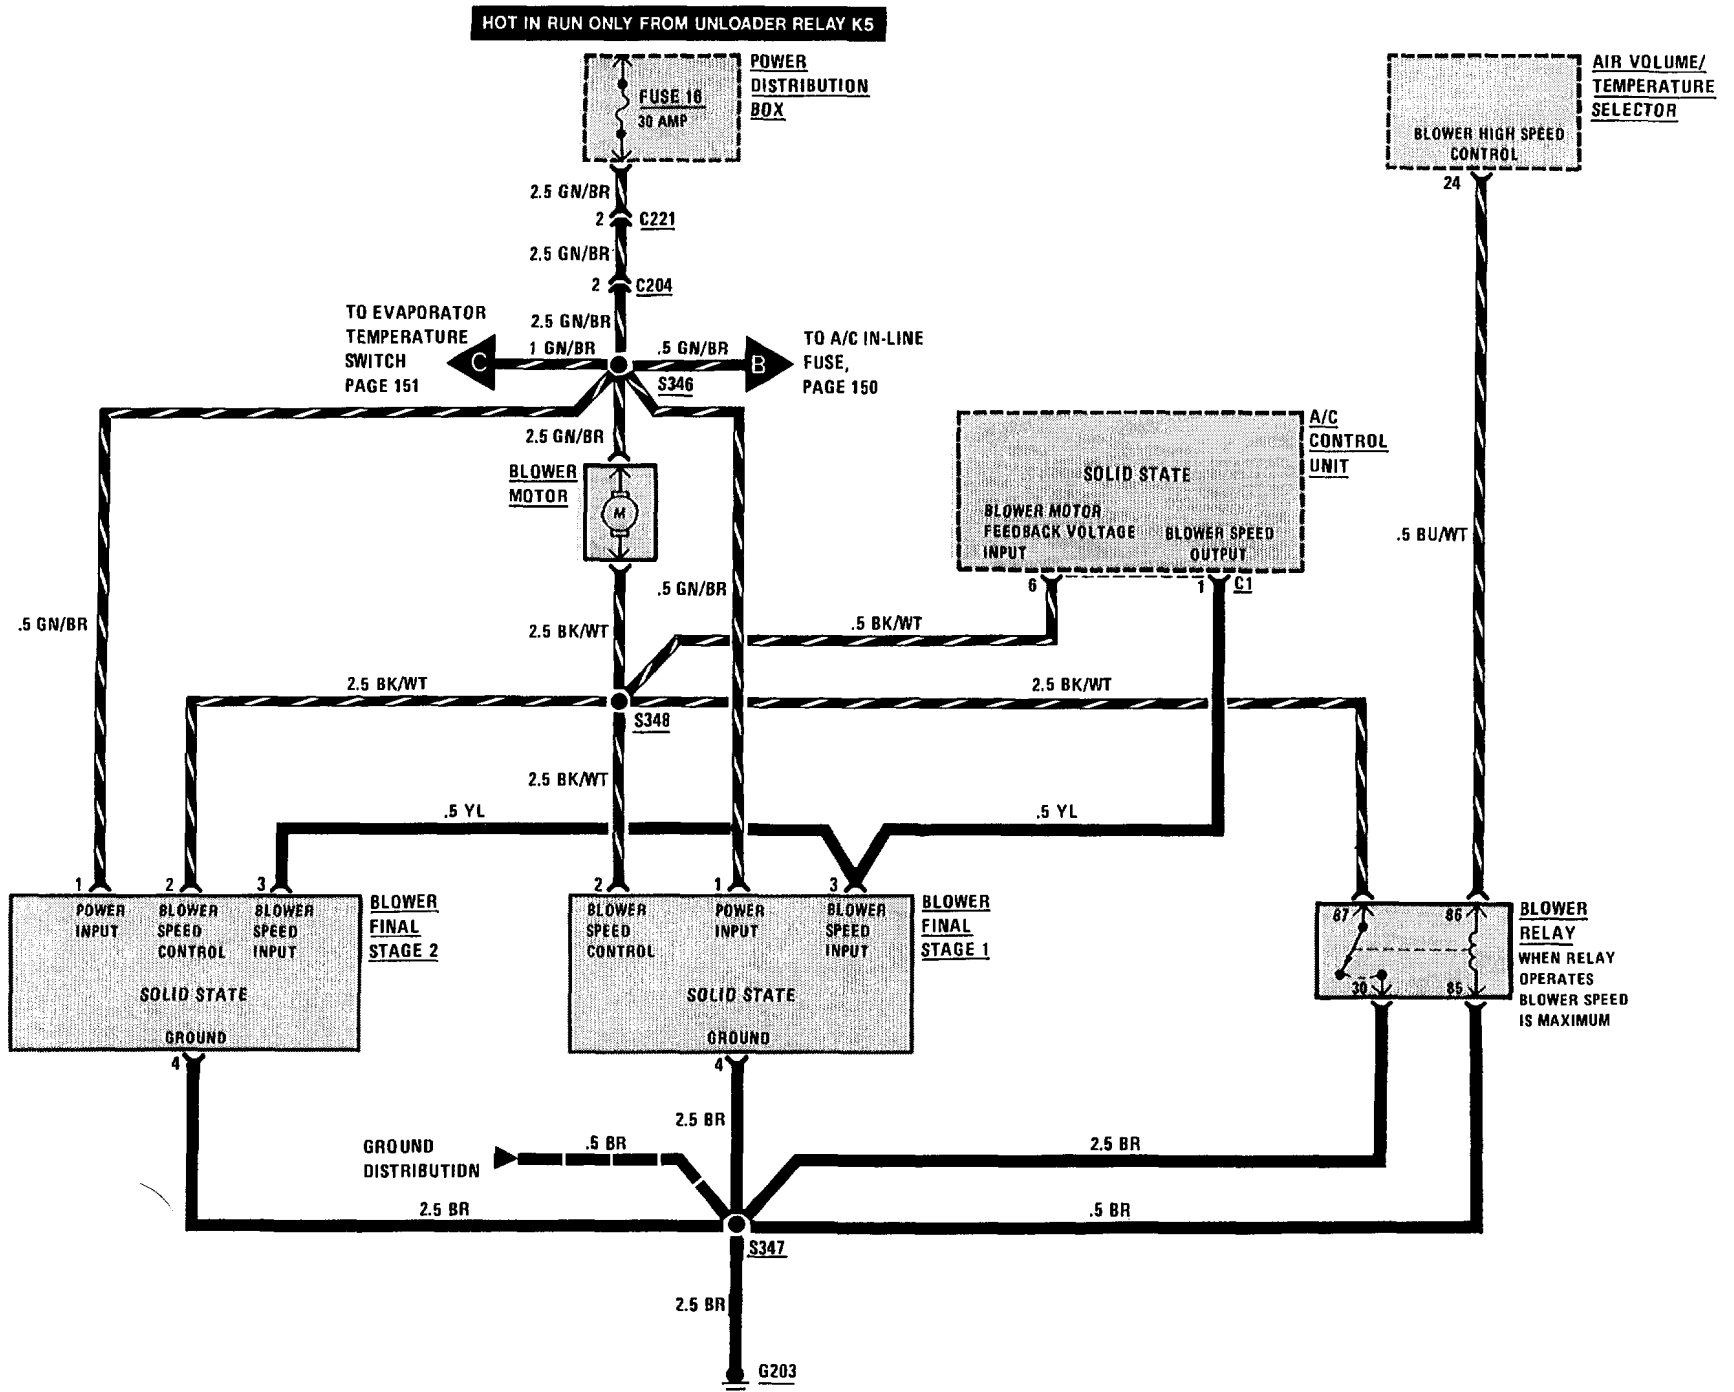 HOT IN RUN ONLY FROM UNLOADER RELAY K5
POWER
DISTRIBUTION
BOX
FUSE 16
30 AMP
AIR VOLUME/
TEMPERATURE
SELECTOR
BLOWER HIGH SPEED
CONTROL
24
2.5 GN/BR
2
C221
2.5 GN/BR
2
C204
2.5 GN/BR
TO EVAPORATOR
TEMPERATURE
SWITCH
PAGE 151
C
1 GN/BR
.5 GN/BR
B
TO A/C IN-LINE
FUSE,
PAGE 150
S346
2.5 GN/BR
BLOWER
MOTOR
M
A/C
CONTROL
UNIT
SOLID STATE
BLOWER MOTOR
FEEDBACK VOLTAGE
INPUT
BLOWER SPEED
OUTPUT
6
1
C1
.5 BU/WT
.5 GN/BR
.5 GN/BR
2.5 BK/WT
.5 BK/WT
2.5 BK/WT
2.5 BK/WT
S348
2.5 BK/WT
.5 YL
.5 YL
1
2
3
POWER
INPUT
BLOWER
SPEED
CONTROL
BLOWER
SPEED
INPUT
SOLID STATE
GROUND
4
BLOWER
FINAL
STAGE 2
2
1
3
BLOWER
SPEED
CONTROL
POWER
INPUT
BLOWER
SPEED
INPUT
SOLID STATE
GROUND
4
BLOWER
FINAL
STAGE 1
87
86
30
85
BLOWER
RELAY
WHEN RELAY
OPERATES
BLOWER SPEED
IS MAXIMUM
2.5 BR
GROUND
DISTRIBUTION
.5 BR
2.5 BR
2.5 BR
.5 BR
S347
2.5 BR
G203